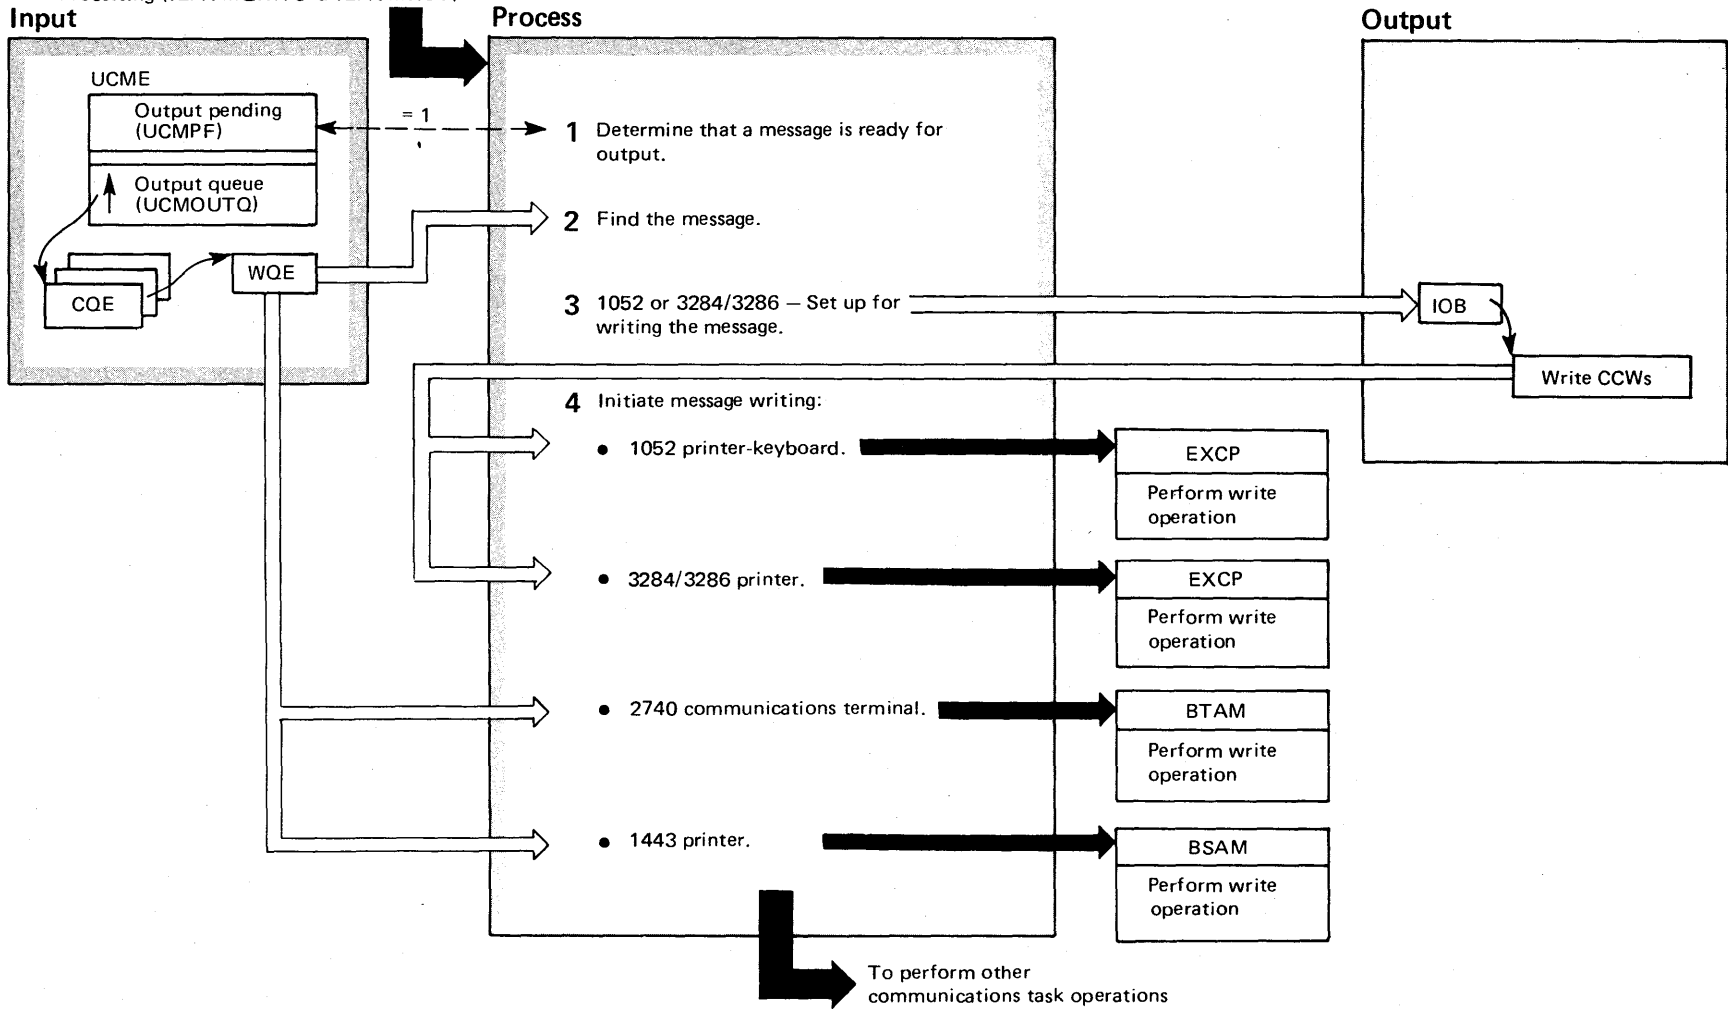 Input
Process
Output
UCME
Output pending
(UCMPF)
= 1
Output queue
(UCMOUTQ)
CQE
WQE
1 Determine that a message is ready for
output.
2 Find the message.
3 1052 or 3284/3286 — Set up for
writing the message.
IOB
Write CCWs
4 Initiate message writing:
• 1052 printer-keyboard.
EXCP
Perform write
operation
• 3284/3286 printer.
EXCP
Perform write
operation
• 2740 communications terminal.
BTAM
Perform write
operation
• 1443 printer.
BSAM
Perform write
operation
To perform other
communications task operations